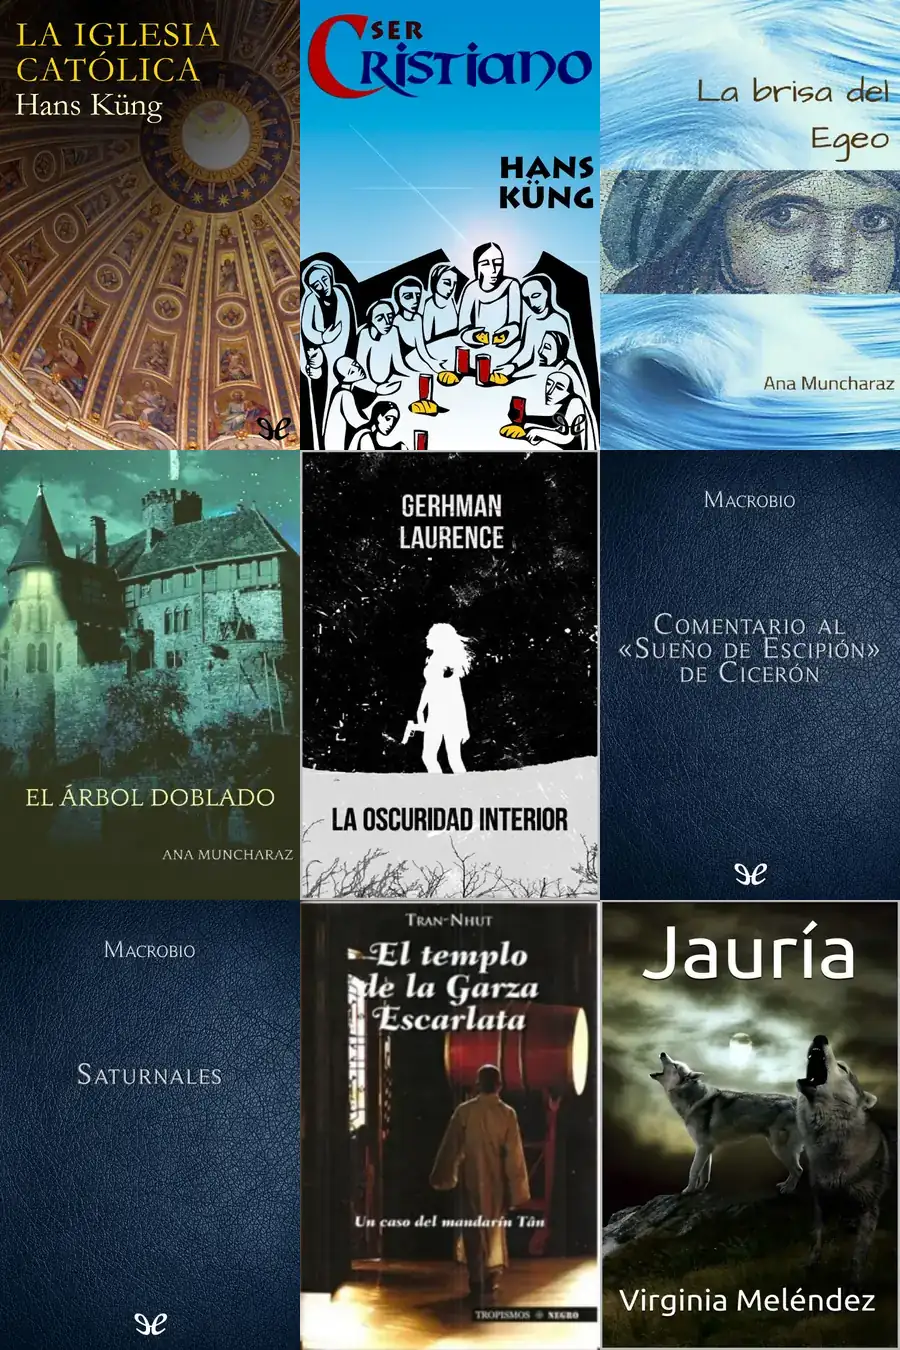 LA IGLESIA
CATÓLICA
Hans Küng
SER
CRISTIANO
HANS
KÜNG
La brisa del
Egeo
Ana Muncharaz
EL ÁRBOL DOBLADO
ANA MUNCHARAZ
GERHMAN
LAURENCE
LA OSCURIDAD INTERIOR
MACROBIO
COMENTARIO AL
«SUEÑO DE ESCIPIÓN»
DE CICERÓN
MACROBIO
SATURNALES
TRAN-NHUT
El templo
de la Garza
Escarlata
Un caso del mandarín Tân
TROPISMOS NEGRO
Jauría
Virginia Meléndez